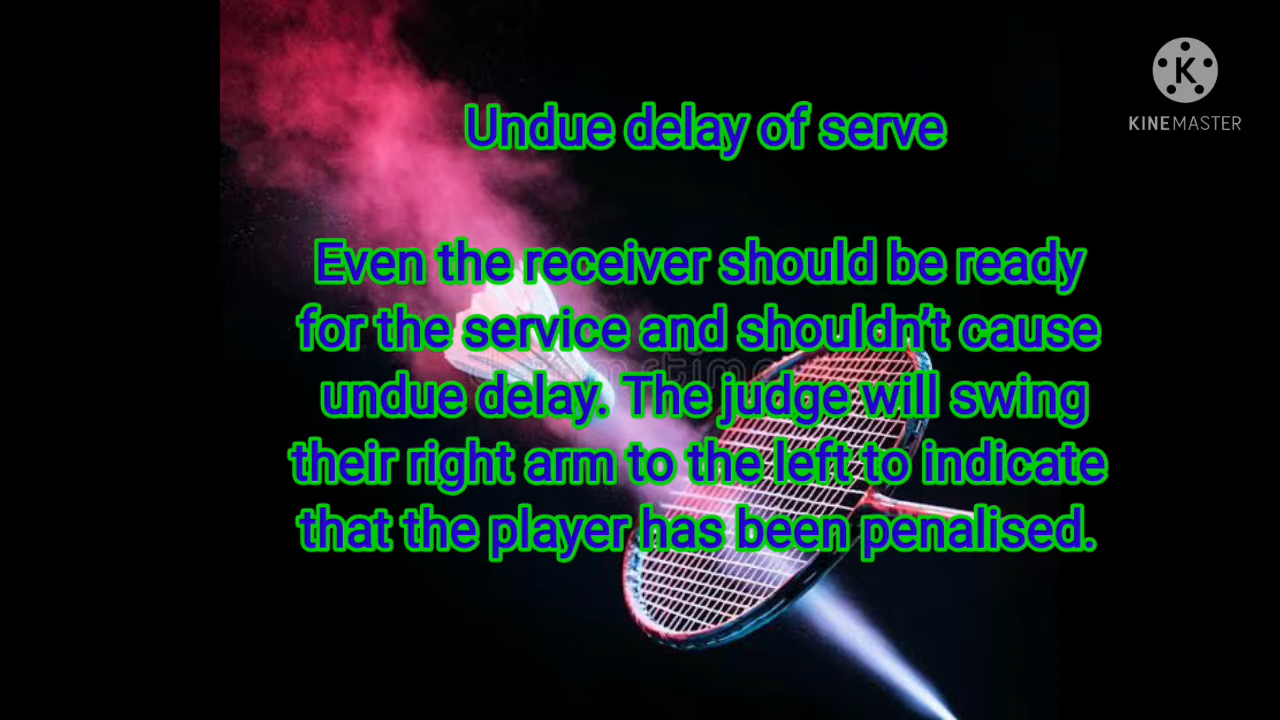 KINEMASTER
Undue delay of serve
Even the receiver should be ready
for the service and shouldn't cause
undue delay. The judge will swing
their right arm to the left to indicate
that the player has been penalised.